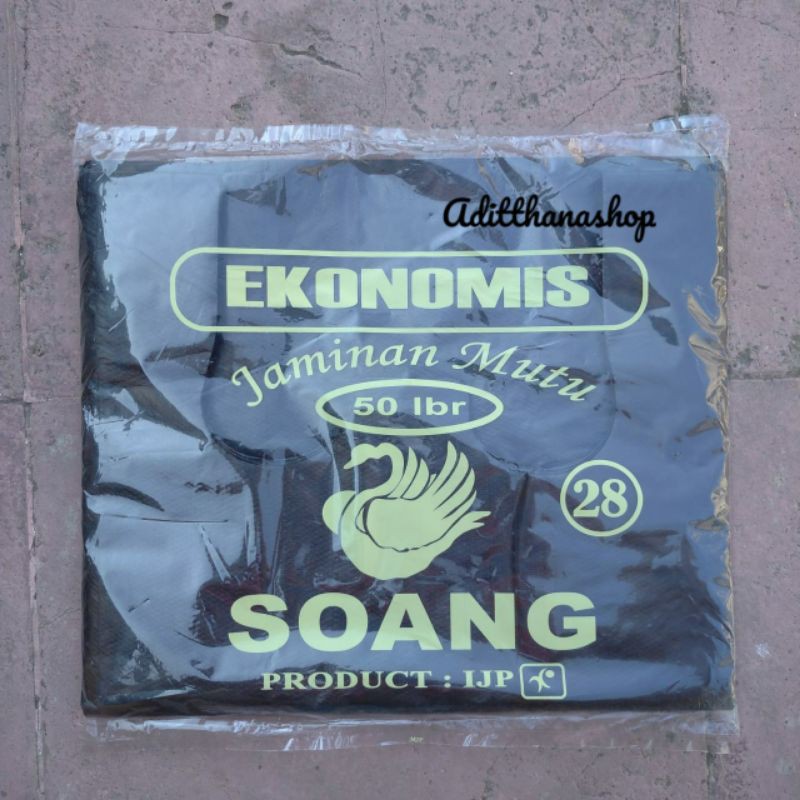 Aditthanashop
EKONOMIS
Jaminan Mutu
50 lbr
28
SOANG
PRODUCT : IJP